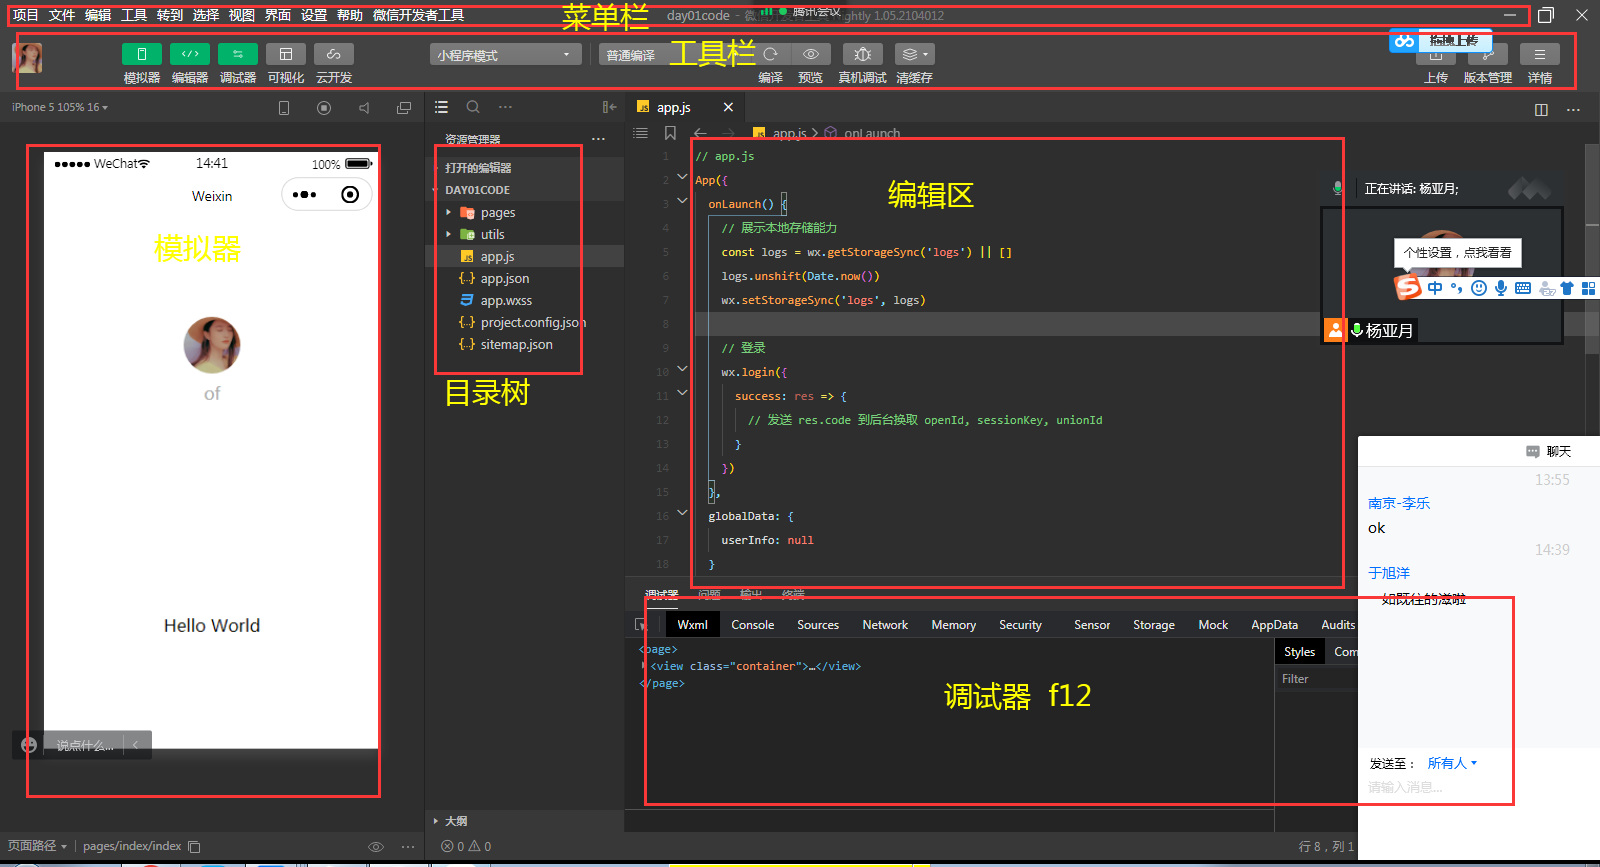 项目 文件 编辑 工具 转到 选择 视图 界面 设置 帮助 微信开发者工具
菜单栏
day01code
腾讯会议
ightly 1.05.2104012
工具栏
模拟器 编辑器 调试器 可视化 云开发
小程序模式
普通编译
编译 预览 真机调试 清缓存
拖拽上传
上传 版本管理 详情
iPhone 5 105% 16
资源管理器
打开的编辑器
DAY01CODE
pages
utils
app.js
app.json
app.wxss
project.config.json
sitemap.json
目录树
大纲
WeChat
14:41
100%
Weixin
模拟器
of
Hello World
说点什么...
app.js
app.js > onLaunch
编辑区
1 // app.js
2 App({
3 onLaunch() {
4 // 展示本地存储能力
5 const logs = wx.getStorageSync('logs') || []
6 logs.unshift(Date.now())
7 wx.setStorageSync('logs', logs)
8
9 // 登录
10 wx.login({
11 success: res => {
12 // 发送 res.code 到后台换取 openId, sessionKey, unionId
13 }
14 })
15 },
16 globalData: {
17 userInfo: null
18 }
调试器 问题 输出 终端
Wxml Console Sources Network Memory Security Sensor Storage Mock AppData Audits
<page>
<view class="container">…</view>
</page>
调试器 f12
Styles Com
Filter
正在讲话: 杨亚月;
个性设置，点我看看
中
杨亚月
聊天
13:55
南京-李乐
ok
14:39
于旭洋
一如既往的滋啦
发送至： 所有人
请输入消息...
页面路径 pages/index/index
0 0
行 8，列 1